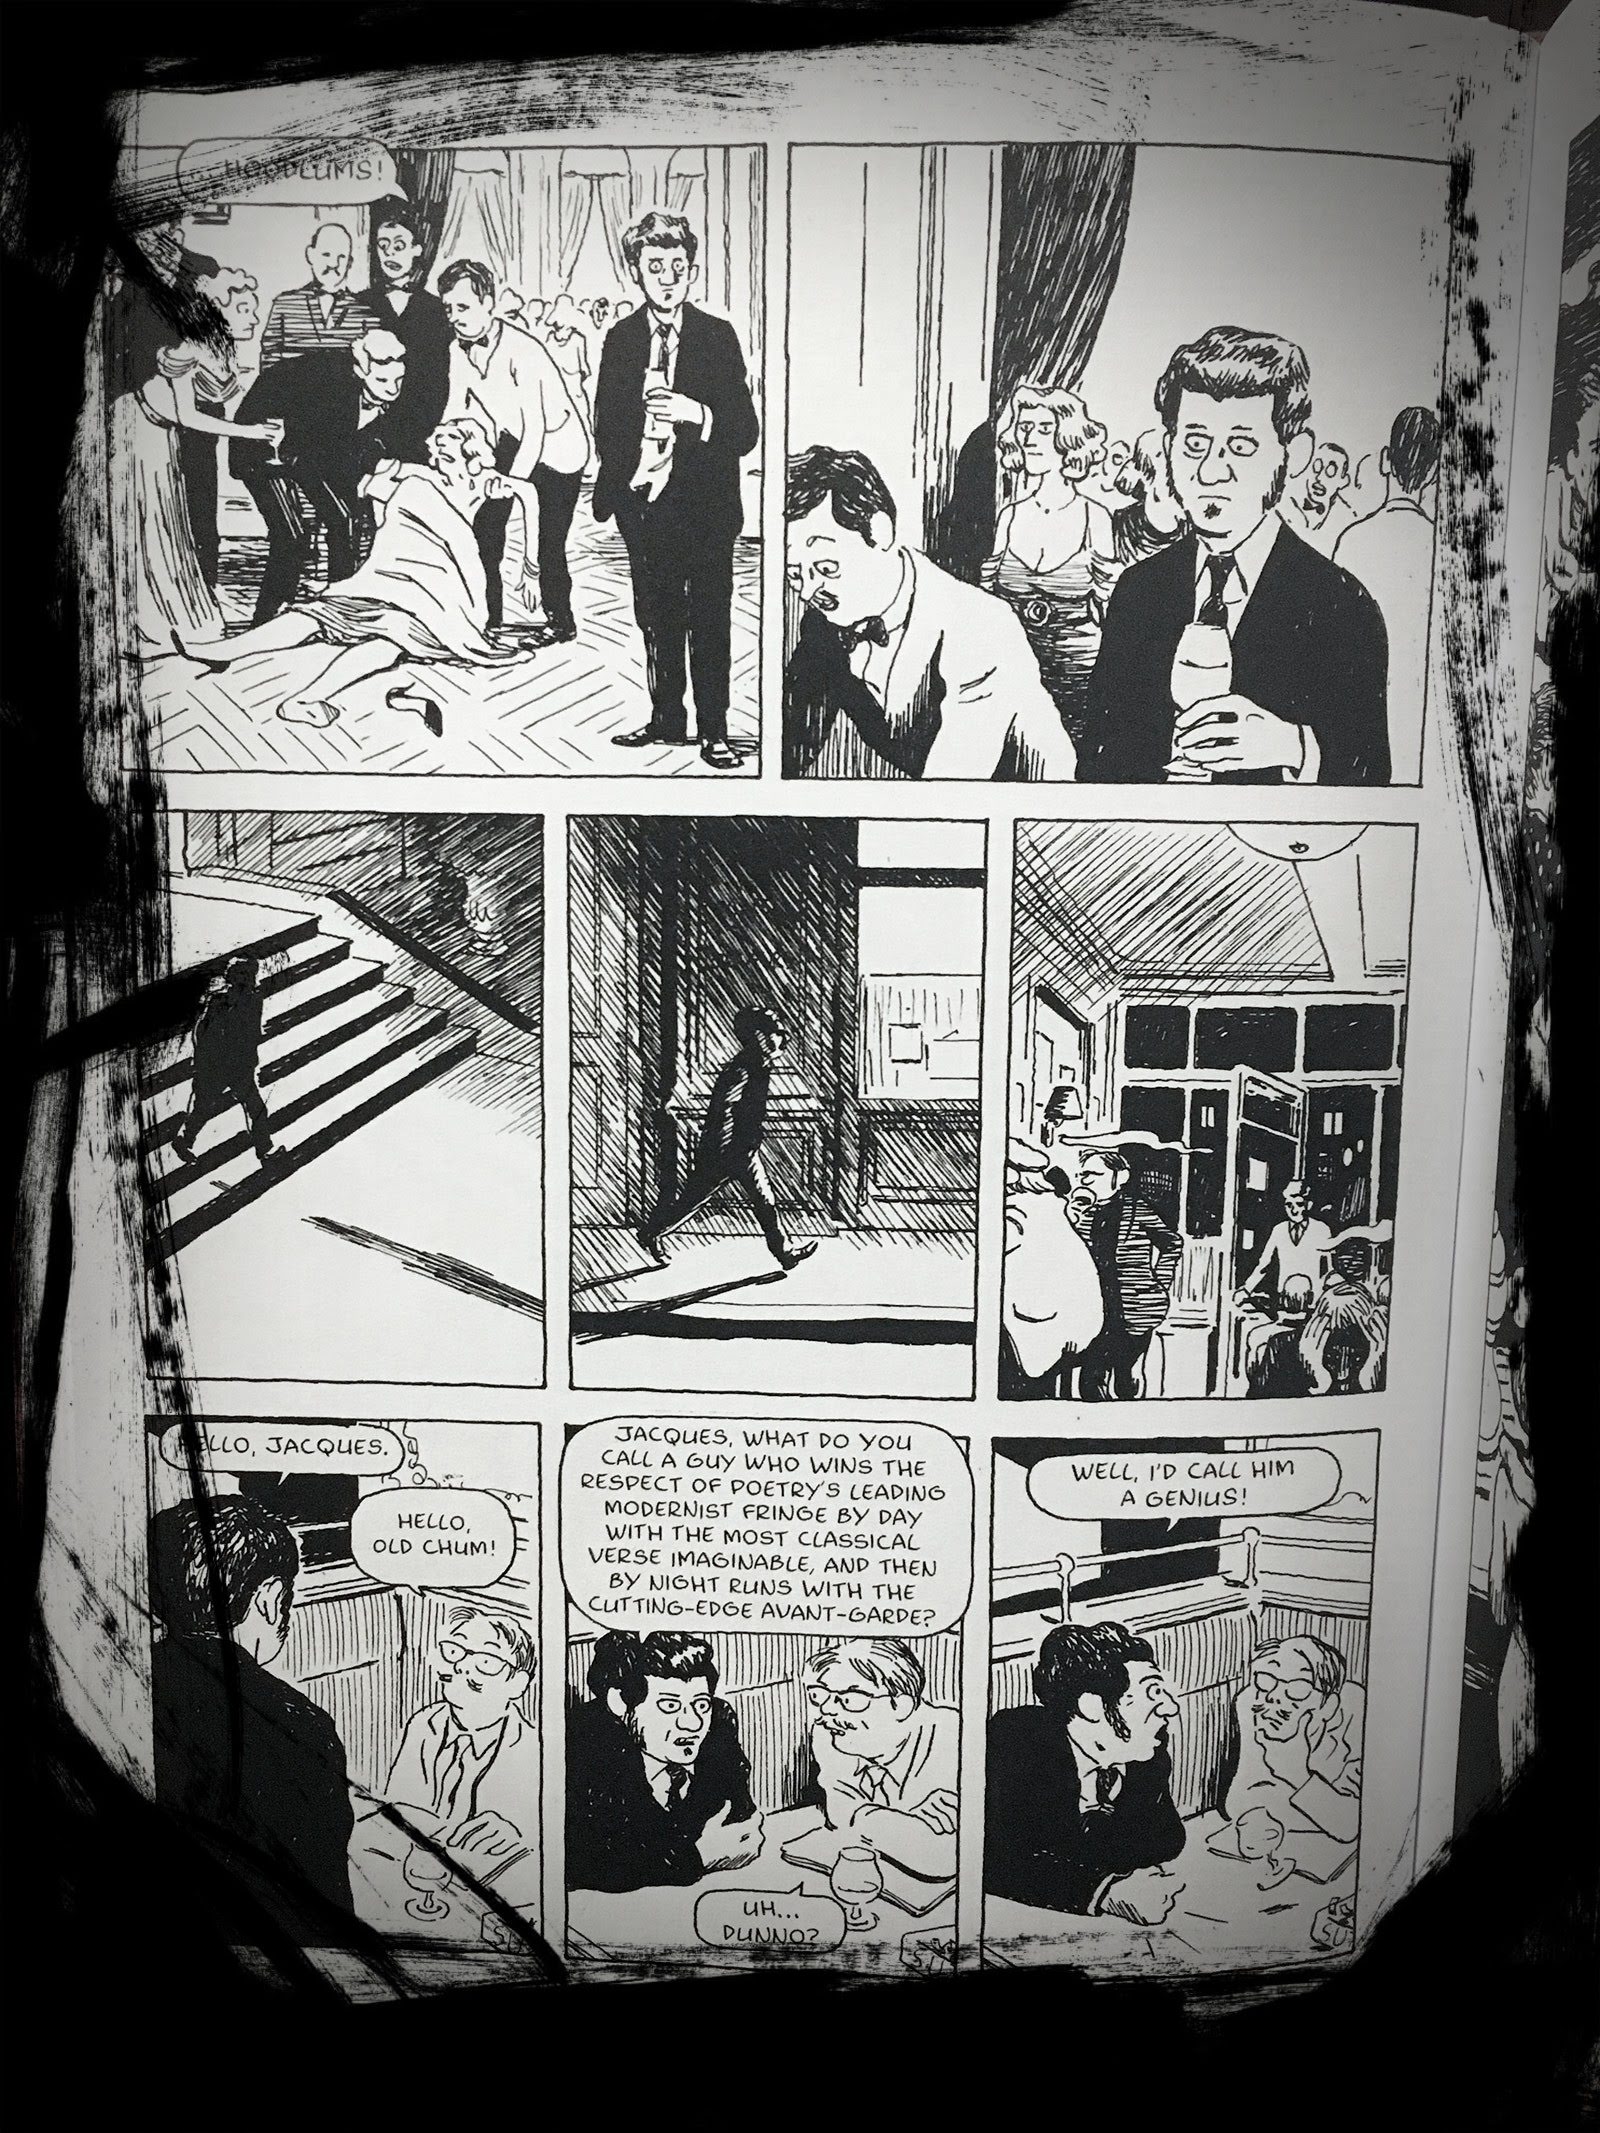 ... HOODLUMS!
HELLO, JACQUES.
HELLO,
OLD CHUM!
JACQUES, WHAT DO YOU
CALL A GUY WHO WINS THE
RESPECT OF POETRY'S LEADING
MODERNIST FRINGE BY DAY
WITH THE MOST CLASSICAL
VERSE IMAGINABLE, AND THEN
BY NIGHT RUNS WITH THE
CUTTING-EDGE AVANT-GARDE?
UH...
DUNNO?
WELL, I'D CALL HIM
A GENIUS!